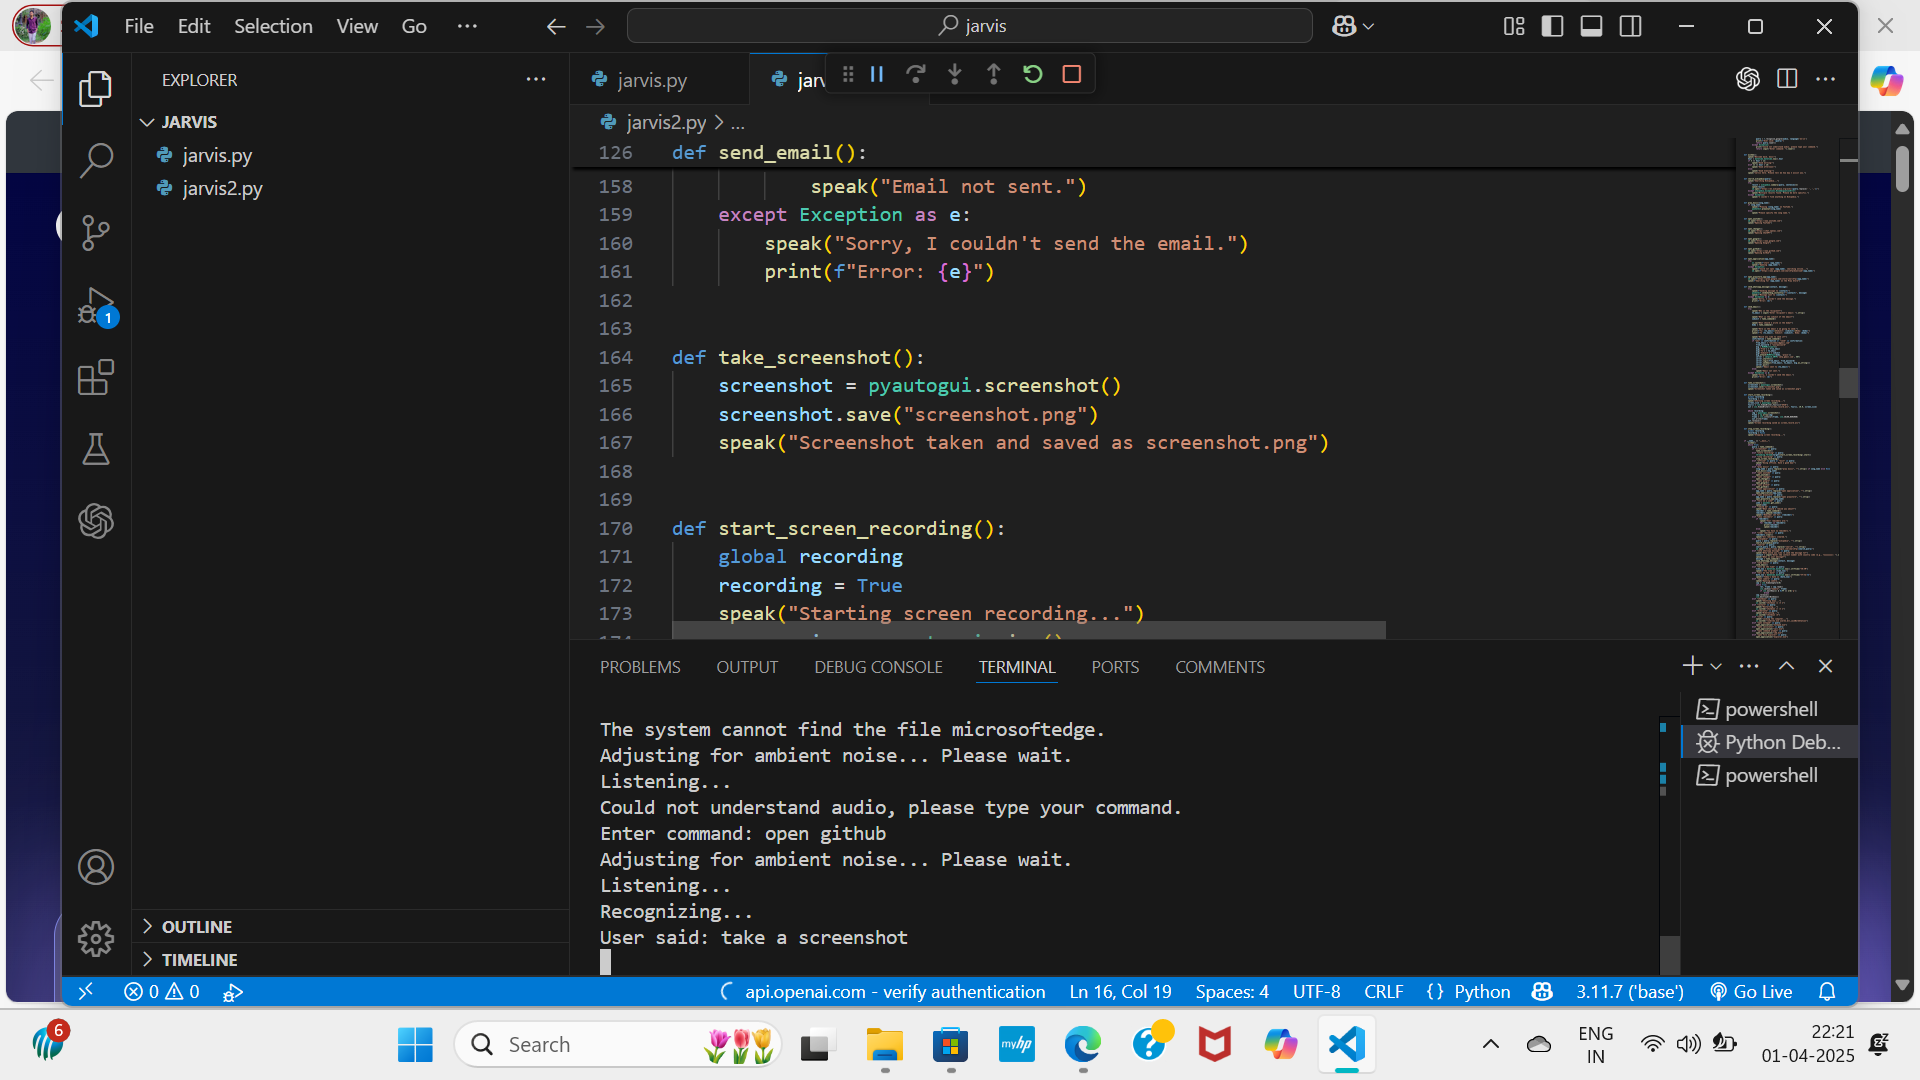 File Edit Selection View Go ··· jarvis
EXPLORER
JARVIS
jarvis.py
jarvis2.py
OUTLINE
TIMELINE
1
jarvis.py
jarvis2.py > ...
126 def send_email():
158 speak("Email not sent.")
159 except Exception as e:
160 speak("Sorry, I couldn't send the email.")
161 print(f"Error: {e}")
162
163
164 def take_screenshot():
165 screenshot = pyautogui.screenshot()
166 screenshot.save("screenshot.png")
167 speak("Screenshot taken and saved as screenshot.png")
168
169
170 def start_screen_recording():
171 global recording
172 recording = True
173 speak("Starting screen recording...")
PROBLEMS OUTPUT DEBUG CONSOLE TERMINAL PORTS COMMENTS
The system cannot find the file microsoftedge.
Adjusting for ambient noise... Please wait.
Listening...
Could not understand audio, please type your command.
Enter command: open github
Adjusting for ambient noise... Please wait.
Listening...
Recognizing...
User said: take a screenshot
powershell
Python Deb...
powershell
0 0 api.openai.com - verify authentication Ln 16, Col 19 Spaces: 4 UTF-8 CRLF {} Python 3.11.7 ('base') Go Live
6
Search
myhp
ENG
IN
22:21
01-04-2025